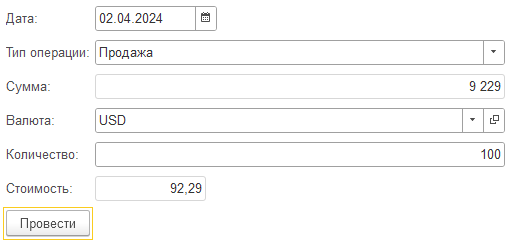 Дата: 02.04.2024
Тип операции: Продажа
Сумма: 9 229
Валюта: USD
Количество: 100
Стоимость: 92,29
Провести